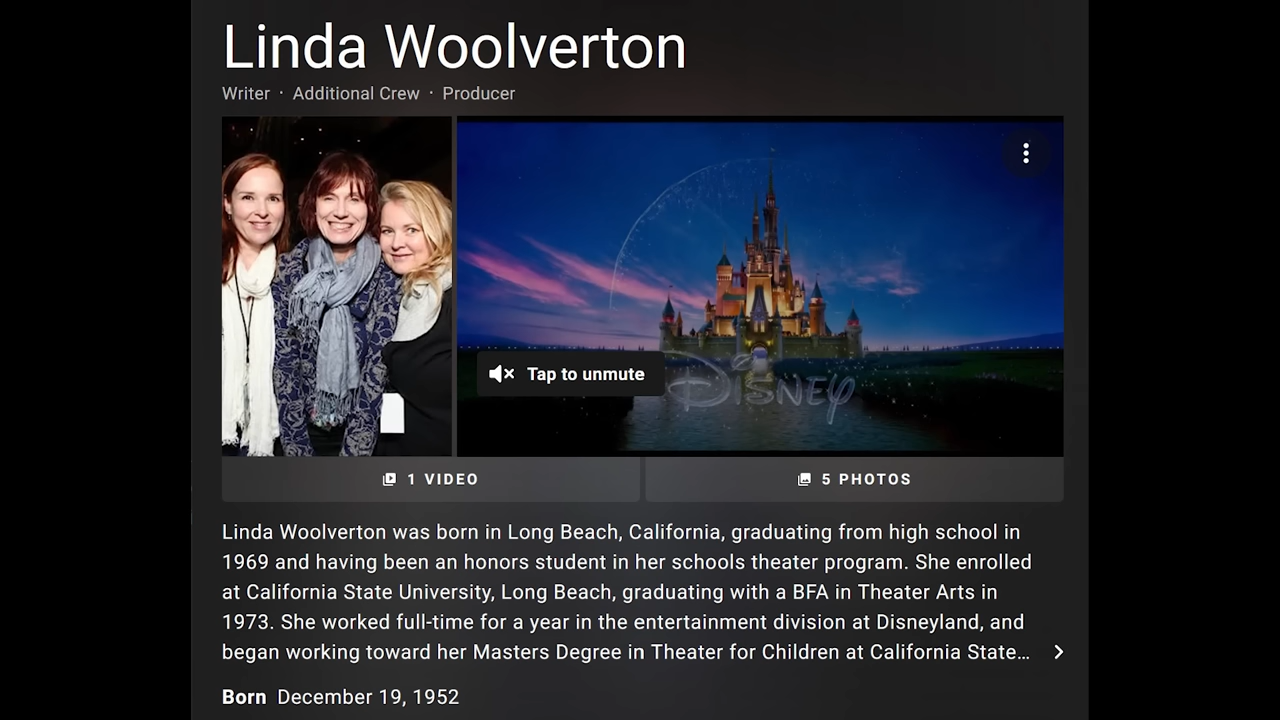 Linda Woolverton
Writer · Additional Crew · Producer
Tap to unmute
DISNEY
1 VIDEO
5 PHOTOS
Linda Woolverton was born in Long Beach, California, graduating from high school in
1969 and having been an honors student in her schools theater program. She enrolled
at California State University, Long Beach, graduating with a BFA in Theater Arts in
1973. She worked full-time for a year in the entertainment division at Disneyland, and
began working toward her Masters Degree in Theater for Children at California State...
Born December 19, 1952